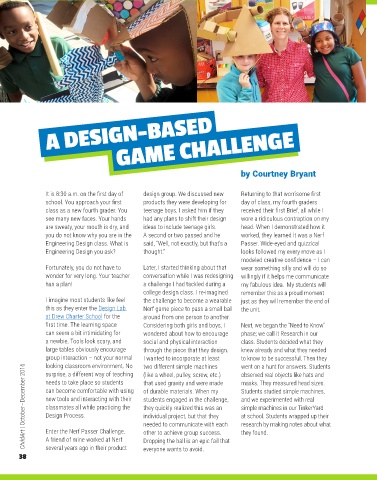 A DESIGN-BASED
GAME CHALLENGE
by Courtney Bryant
It is 8:30 a.m. on the first day of
school. You approach your first
class as a new fourth grader. You
see many new faces. Your hands
are sweaty, your mouth is dry, and
you do not know why you are in the
Engineering Design class. What is
Engineering Design you ask?
Fortunately, you do not have to
wonder for very long. Your teacher
has a plan!
I imagine most students like feel
this as they enter the Design Lab
at Drew Charter School for the
first time. The learning space
can seem a bit intimidating for
a newbie. Tools look scary, and
large tables obviously encourage
group interaction – not your normal
looking classroom environment. No
surprise, a different way of teaching
needs to take place so students
can become comfortable with using
new tools and interacting with their
classmates all while practicing the
Design Process.
Enter the Nerf Passer Challenge.
A friend of mine worked at Nerf
several years ago in their product
design group. We discussed new
products they were developing for
teenage boys. I asked him if they
had any plans to shift their design
ideas to include teenage girls.
A second or two passed and he
said, "Well, not exactly, but that's a
thought."
Later, I started thinking about that
conversation while I was redesigning
a challenge I had tackled during a
college design class. I re-imagined
the challenge to become a wearable
Nerf game piece to pass a small ball
around from one person to another.
Considering both girls and boys, I
wondered about how to encourage
social and physical interaction
through the piece that they design.
I wanted to incorporate at least
two different simple machines
(like a wheel, pulley, screw, etc.)
that used gravity and were made
of durable materials. When my
students engaged in the challenge,
they quickly realized this was an
individual project, but that they
needed to communicate with each
other to achieve group success.
Dropping the ball is an epic fail that
everyone wants to avoid.
Returning to that worrisome first
day of class, my fourth graders
received their first Brief, all while I
wore a ridiculous contraption on my
head. When I demonstrated how it
worked, they learned it was a Nerf
Passer. Wide-eyed and quizzical
looks followed my every move as I
modeled creative confidence – I can
wear something silly and will do so
willingly if it helps me communicate
my fabulous idea. My students will
remember this as a proud moment
just as they will remember the end of
the unit.
Next, we began the "Need to Know"
phase; we call it Research in our
class. Students decided what they
knew already and what they needed
to know to be successful. Then they
went on a hunt for answers. Students
observed real objects like hats and
masks. They measured head sizes.
Students studied simple machines,
and we experimented with real
simple machines in our TinkerYard
at school. Students wrapped up their
research by making notes about what
they found.
ChildArt | October - December 2018
38